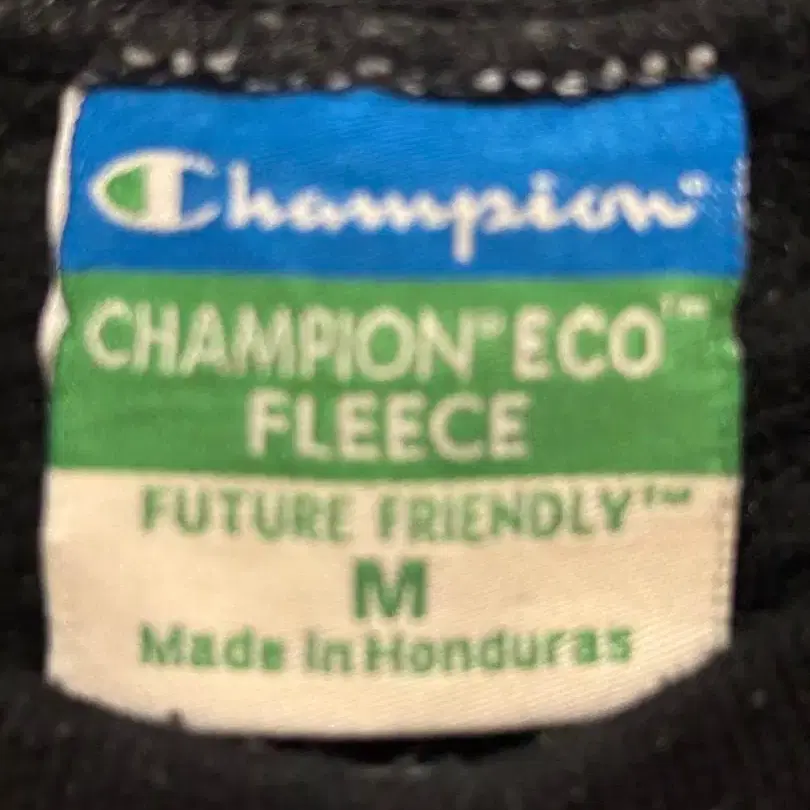 Champion®
CHAMPION® ECO™
FLEECE
FUTURE FRIENDLY™
M
Made in Honduras